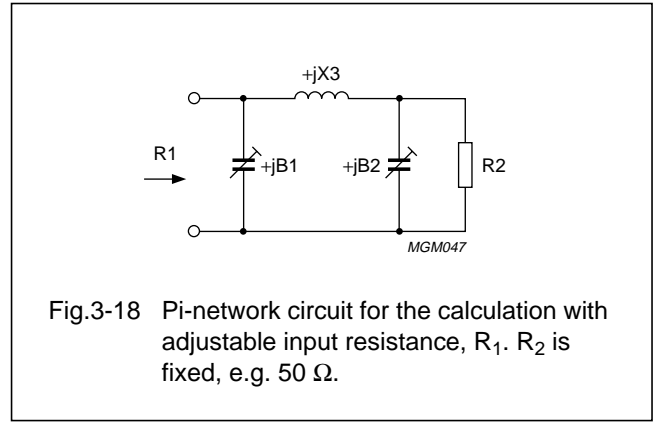 +jX3
R1
+jB1
+jB2
R2
MGM047
Fig.3-18 Pi-network circuit for the calculation with
adjustable input resistance, R₁. R₂ is
fixed, e.g. 50 Ω.